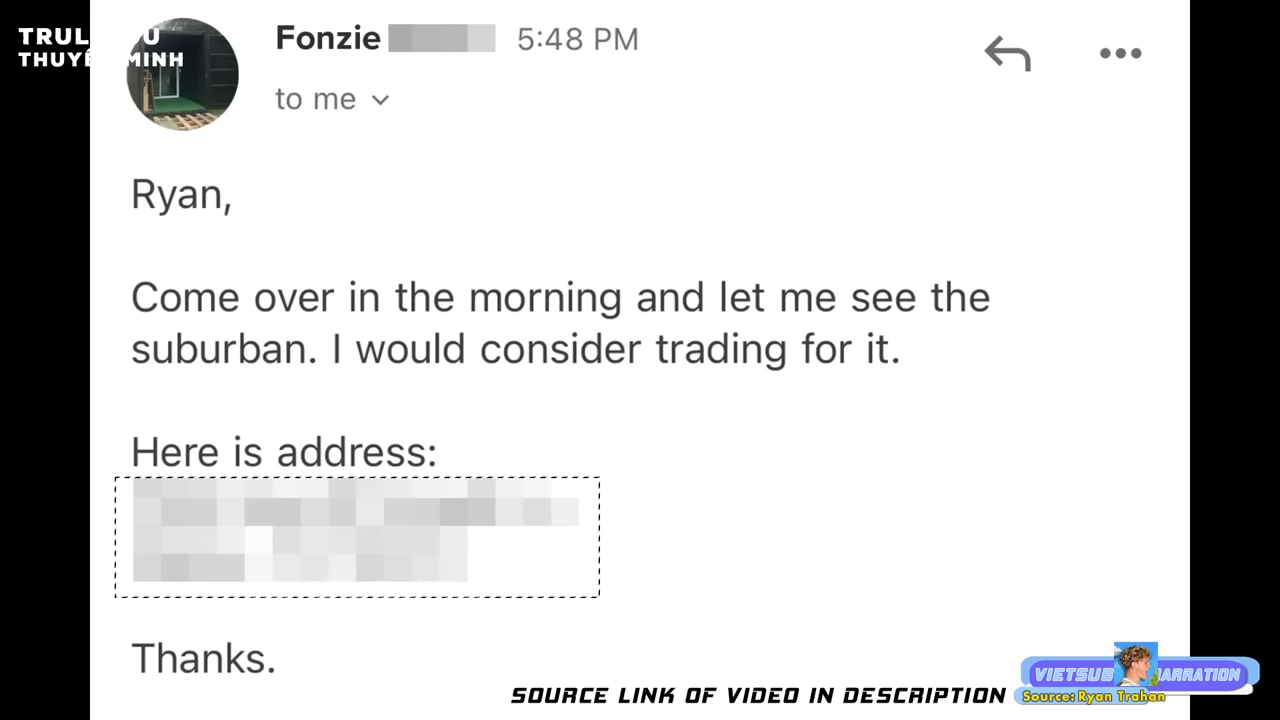 Fonzie 5:48 PM
to me
Ryan,
Come over in the morning and let me see the
suburban. I would consider trading for it.
Here is address:
Thanks.
SOURCE LINK OF VIDEO IN DESCRIPTION
VIETSUB
Source: Ryan Trahan